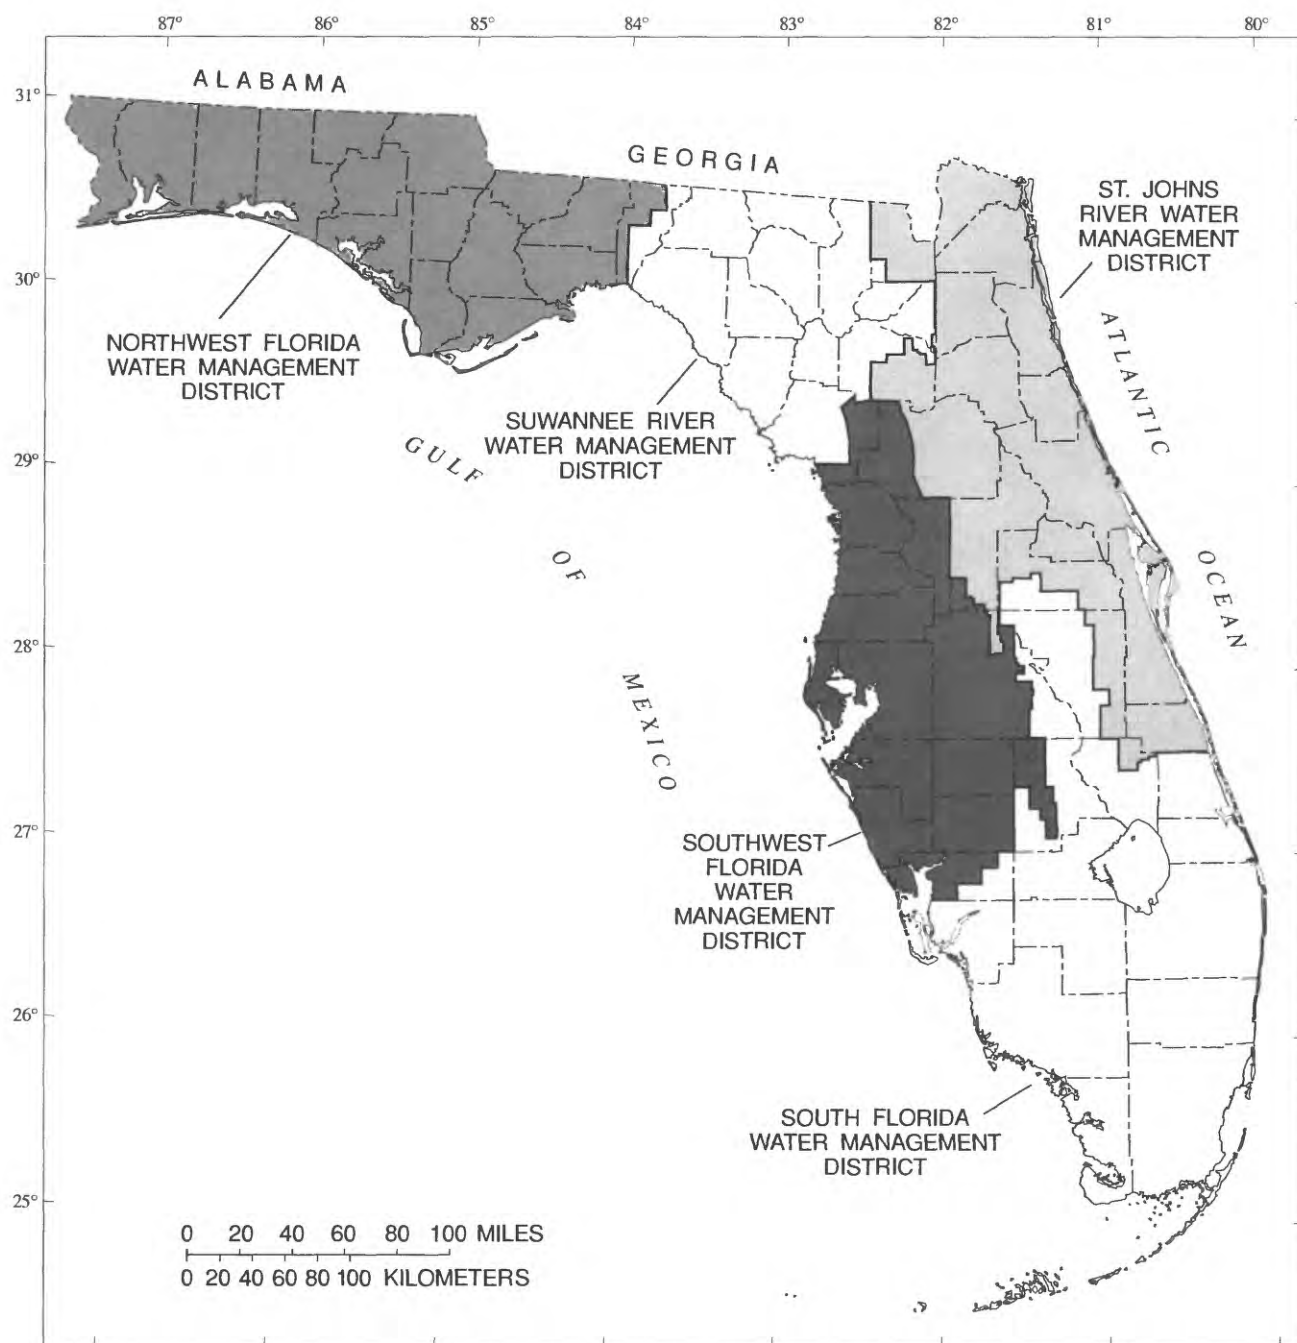 87° 86° 85° 84° 83° 82° 81° 80°
ALABAMA
31°
GEORGIA
ST. JOHNS
RIVER WATER
MANAGEMENT
DISTRICT
30°
ATLANTIC
OCEAN
NORTHWEST FLORIDA
WATER MANAGEMENT
DISTRICT
SUWANNEE RIVER
WATER MANAGEMENT
DISTRICT
29°
GULF
OF
MEXICO
28°
27°
SOUTHWEST
FLORIDA
WATER
MANAGEMENT
DISTRICT
26°
SOUTH FLORIDA
WATER MANAGEMENT
DISTRICT
25°
0 20 40 60 80 100 MILES
0 20 40 60 80 100 KILOMETERS